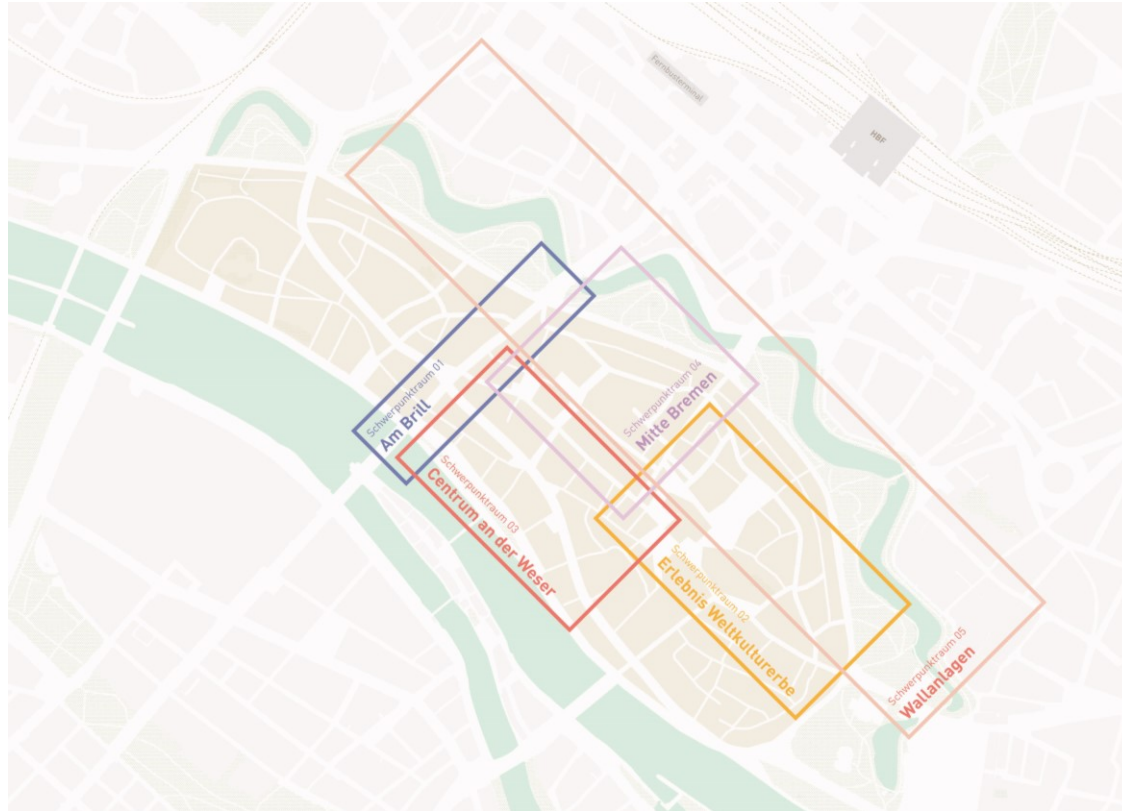 Fernbusterminal
HBF
Schwerpunktraum 01
Am Brill
Schwerpunktraum 04
Mitte Bremen
Schwerpunktraum 03
Centrum an der Weser
Schwerpunktraum 02
Erlebnis Weltkulturerbe
Schwerpunktraum 05
Wallanlagen